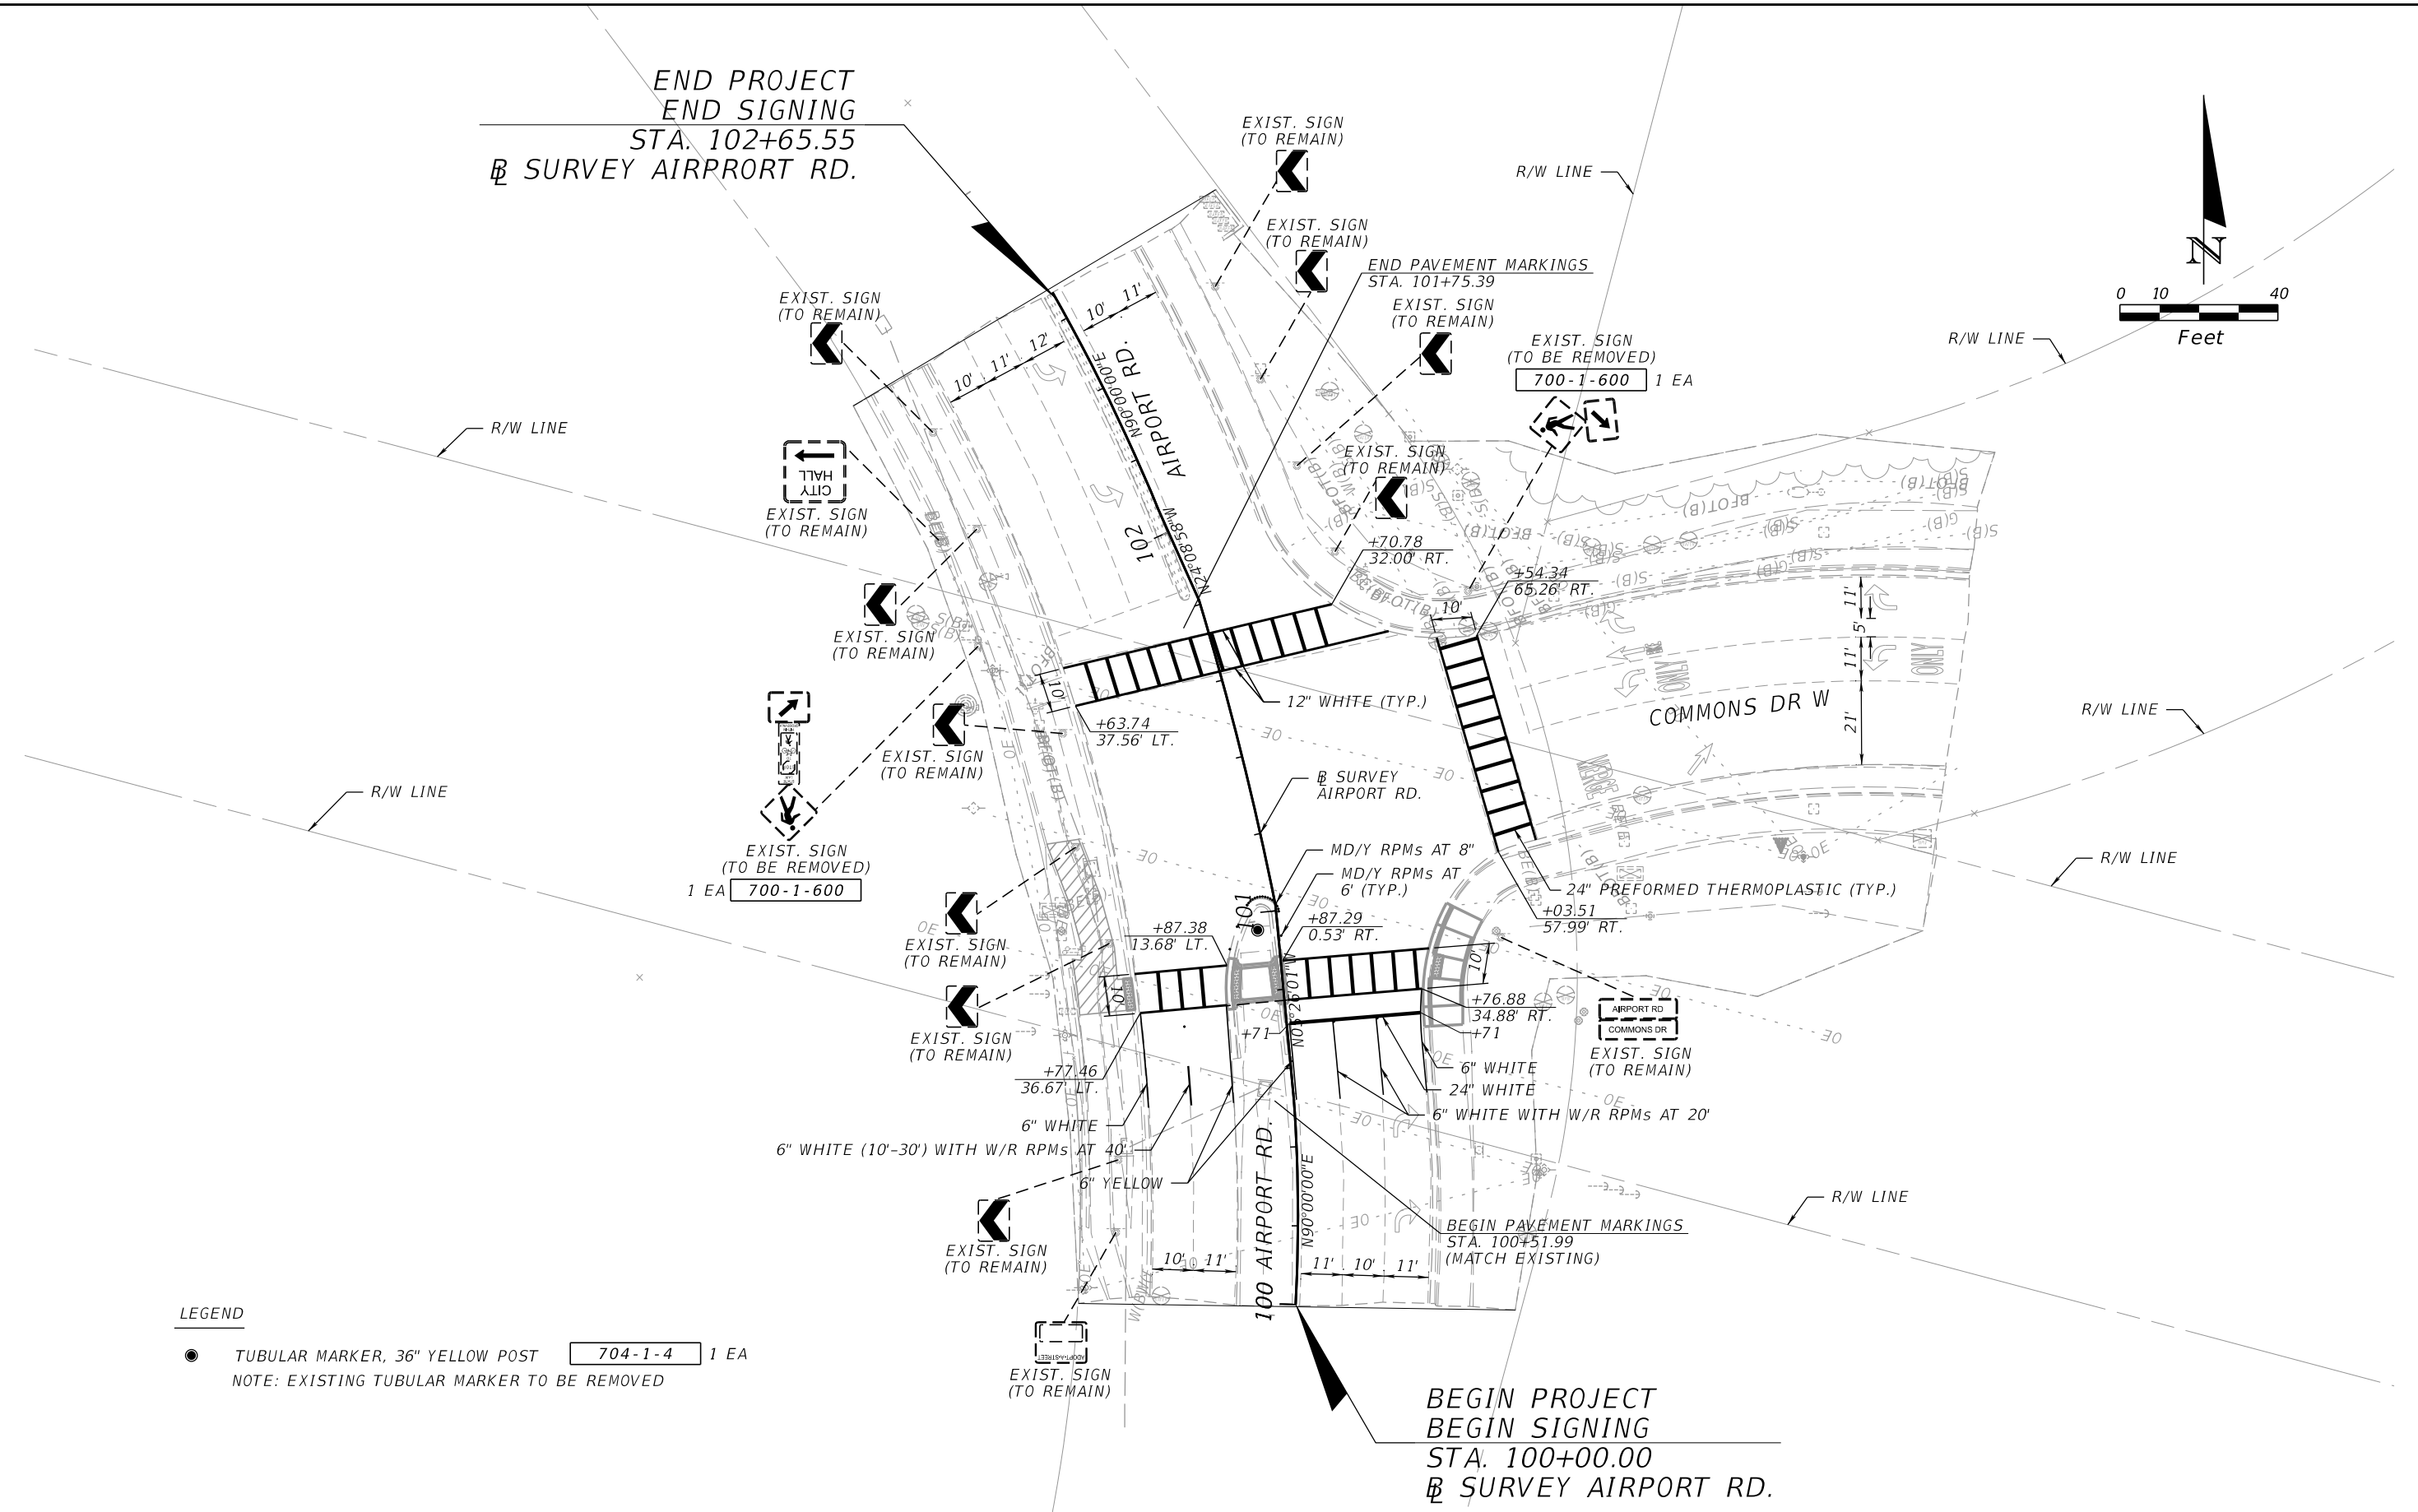 END PROJECT
END SIGNING
STA. 102+65.55
BL SURVEY AIRPRORT RD.
EXIST. SIGN
(TO REMAIN)
EXIST. SIGN
(TO REMAIN)
END PAVEMENT MARKINGS
STA. 101+75.39
EXIST. SIGN
(TO REMAIN)
EXIST. SIGN
(TO BE REMOVED)
700-1-600 1 EA
R/W LINE
R/W LINE
N
0 10 40
Feet
EXIST. SIGN
(TO REMAIN)
10' 11' 12' 10' 11'
AIRPORT RD.
N90°00'00"E
N24°08'58"W
102
R/W LINE
CITY
HALL
EXIST. SIGN
(TO REMAIN)
EXIST. SIGN
(TO REMAIN)
+70.78
32.00' RT.
+54.34
65.26' RT.
10'
EXIST. SIGN
(TO REMAIN)
10'
12" WHITE (TYP.)
+63.74
37.56' LT.
EXIST. SIGN
(TO REMAIN)
COMMONS DR W
11'
5'
11'
21'
ONLY
ONLY
MERGE
R/W LINE
BL SURVEY
AIRPORT RD.
R/W LINE
EXIST. SIGN
(TO BE REMOVED)
1 EA 700-1-600
MD/Y RPMs AT 8"
MD/Y RPMs AT
6' (TYP.)
R/W LINE
24" PREFORMED THERMOPLASTIC (TYP.)
+03.51
57.99' RT.
101
+87.38
13.68' LT.
+87.29
0.53' RT.
EXIST. SIGN
(TO REMAIN)
10'
10'
+76.88
34.88' RT.
+71
+71
N05°26'01"W
AIRPORT RD
COMMONS DR
EXIST. SIGN
(TO REMAIN)
EXIST. SIGN
(TO REMAIN)
+77.46
36.67' LT.
6" WHITE
24" WHITE
6" WHITE WITH W/R RPMs AT 20'
6" WHITE
6" WHITE (10'-30') WITH W/R RPMs AT 40'
6" YELLOW
N90°00'00"E
100 AIRPORT RD.
R/W LINE
BEGIN PAVEMENT MARKINGS
STA. 100+51.99
(MATCH EXISTING)
EXIST. SIGN
(TO REMAIN)
10' 11' 11' 10' 11'
ADOPT-A-STREET
EXIST. SIGN
(TO REMAIN)
LEGEND
TUBULAR MARKER, 36" YELLOW POST 704-1-4 1 EA
NOTE: EXISTING TUBULAR MARKER TO BE REMOVED
BEGIN PROJECT
BEGIN SIGNING
STA. 100+00.00
BL SURVEY AIRPORT RD.